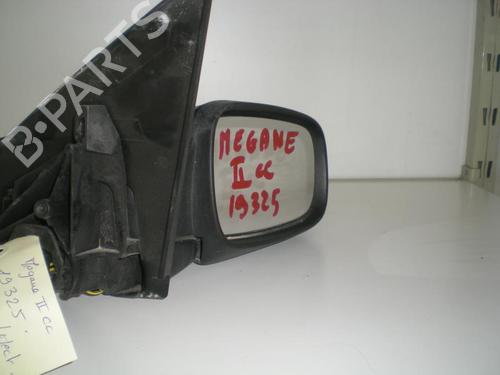 B-PARTS
MEGANE
II CC
19325
Megane II CC
19325